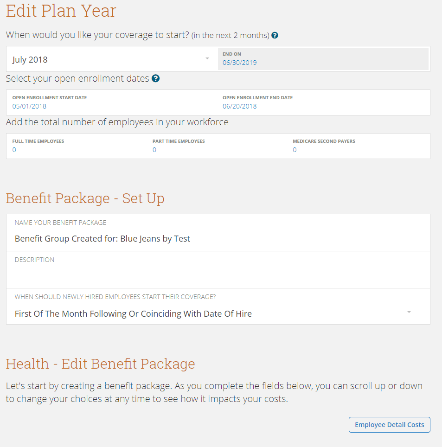 Edit Plan Year
When would you like your coverage to start? (in the next 2 months)
July 2018
END ON
06/30/2019
Select your open enrollment dates
OPEN ENROLLMENT START DATE
05/01/2018
OPEN ENROLLMENT END DATE
06/20/2018
Add the total number of employees in your workforce
FULL TIME EMPLOYEES
0
PART TIME EMPLOYEES
0
MEDICARE SECOND PAYERS
0
Benefit Package - Set Up
NAME YOUR BENEFIT PACKAGE
Benefit Group Created for: Blue Jeans by Test
DESCRIPTION
WHEN SHOULD NEWLY HIRED EMPLOYEES START THEIR COVERAGE?
First Of The Month Following Or Coinciding With Date Of Hire
Health - Edit Benefit Package
Let's start by creating a benefit package. As you complete the fields below, you can scroll up or down
to change your choices at any time to see how it impacts your costs.
Employee Detail Costs